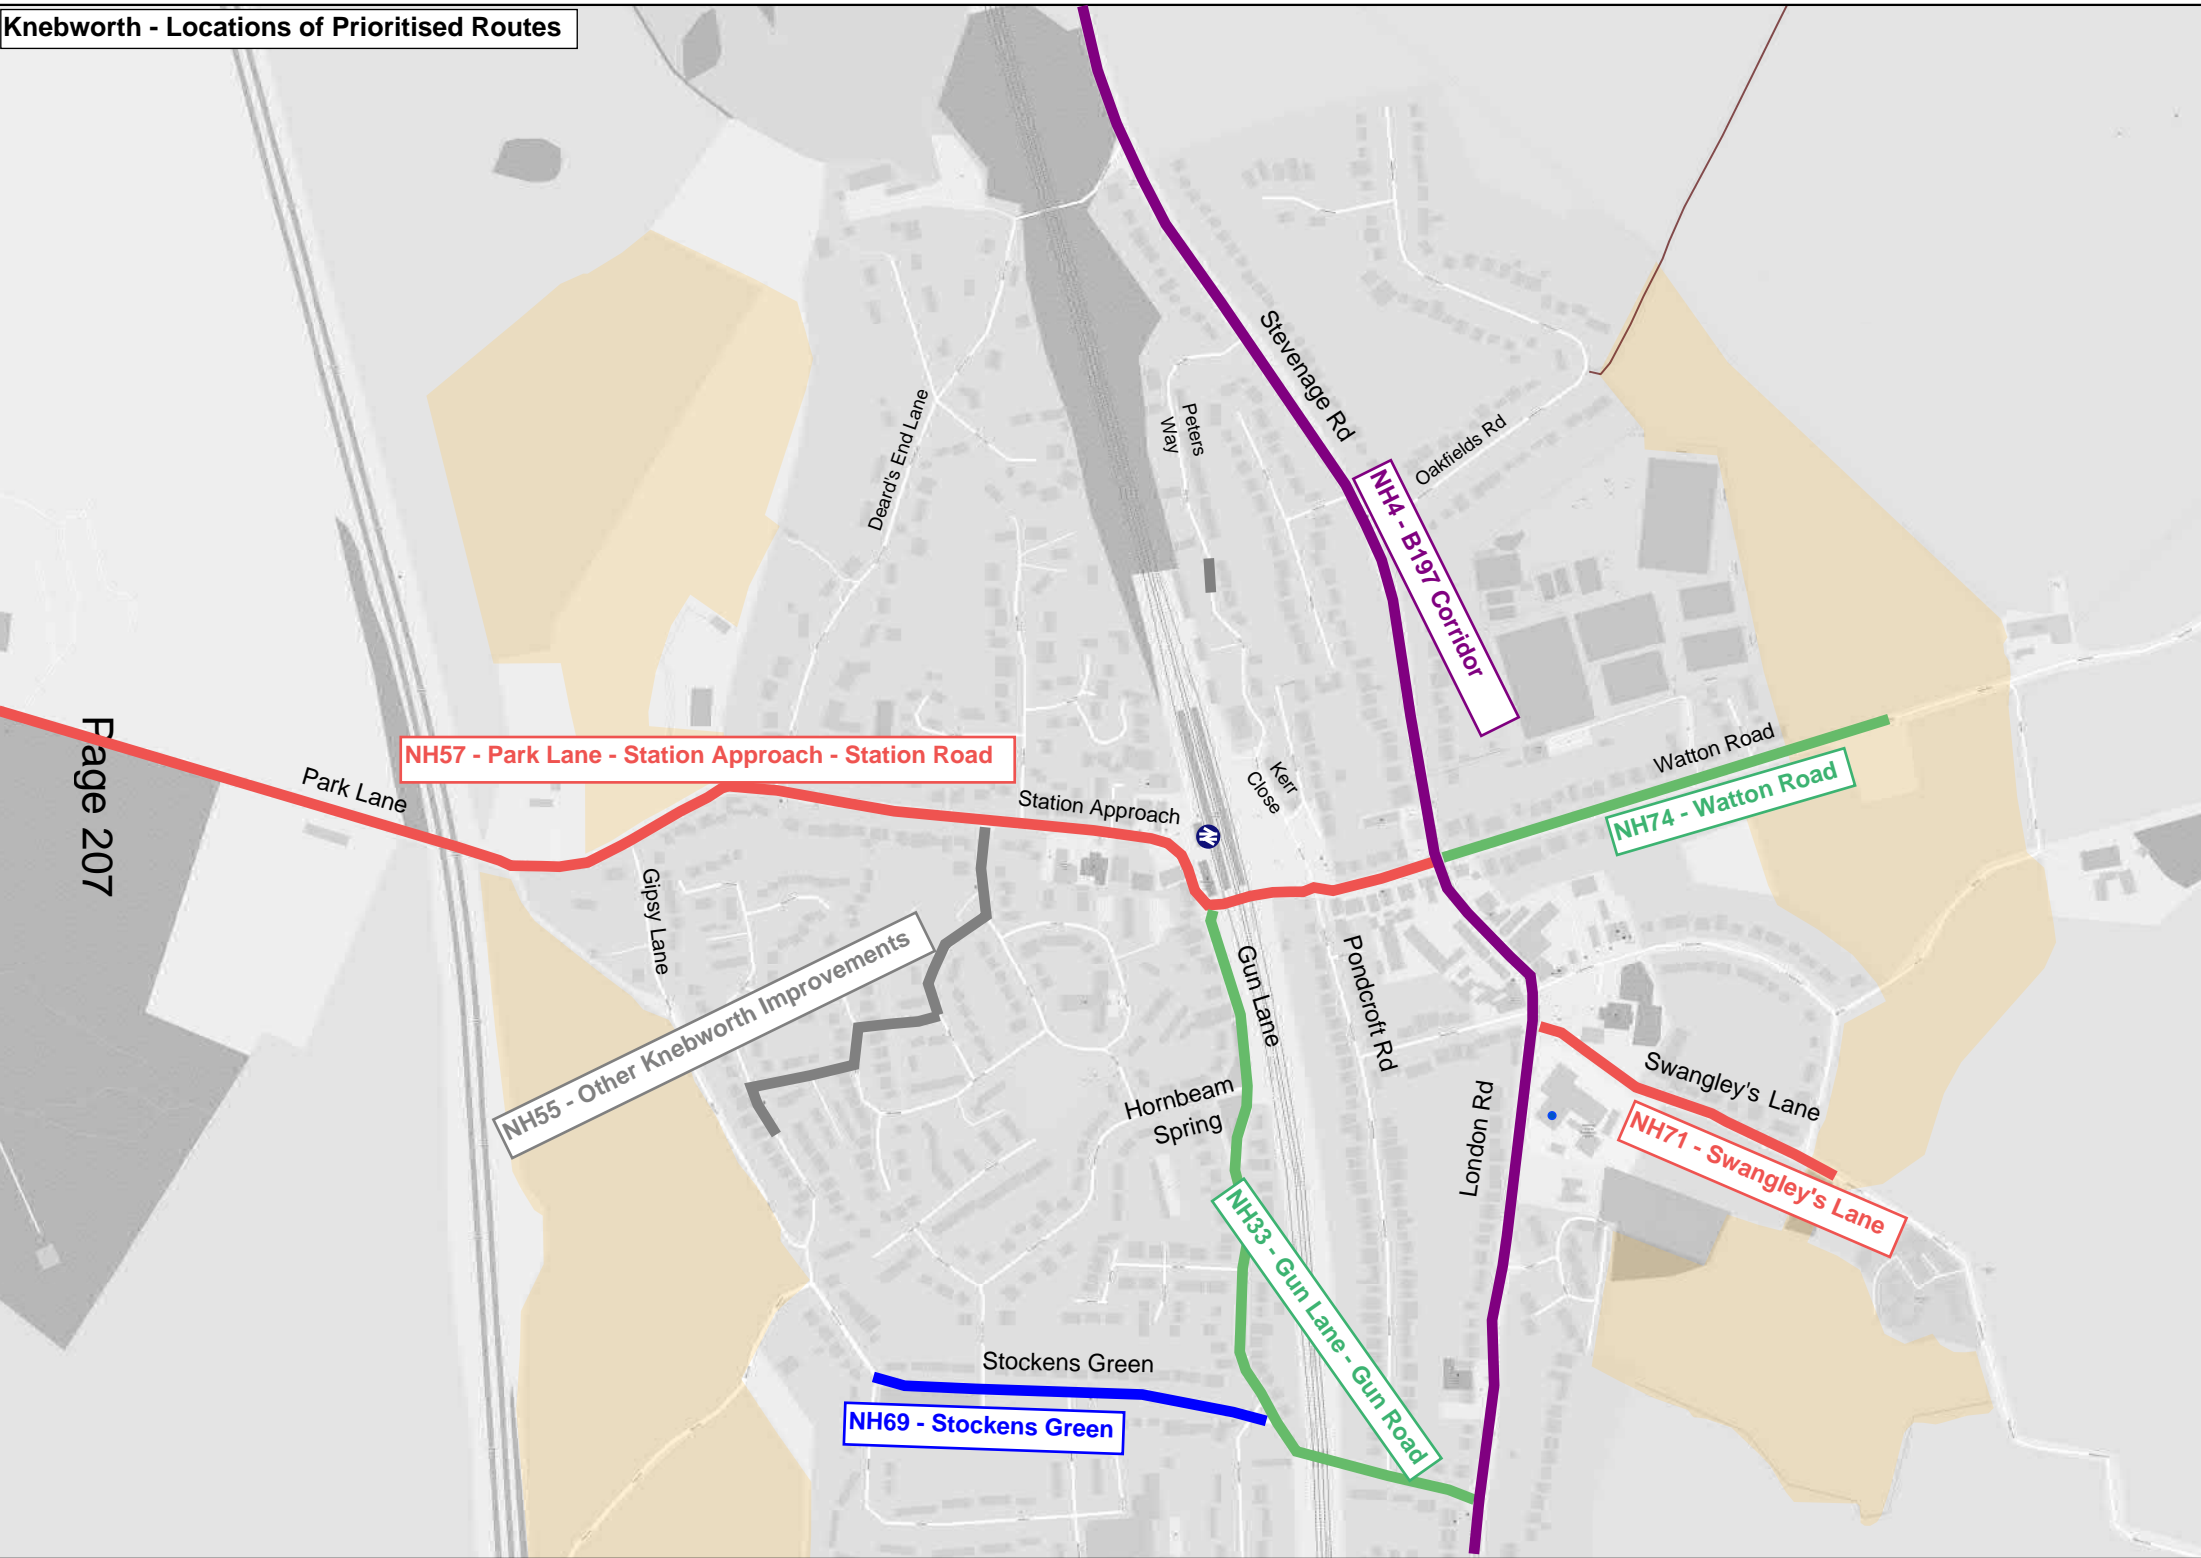 Knebworth - Locations of Prioritised Routes
Stevenage Rd
Peters
Way
Deard's End Lane
Oakfields Rd
NH4 - B197 Corridor
Page 207
NH57 - Park Lane - Station Approach - Station Road
Park Lane
Station Approach
Kerr
Close
Watton Road
NH74 - Watton Road
Gipsy Lane
NH55 - Other Knebworth Improvements
Gun Lane
Pondcroft Rd
Hornbeam
Spring
London Rd
Swangley's Lane
NH71 - Swangley's Lane
NH33 - Gun Lane - Gun Road
Stockens Green
NH69 - Stockens Green